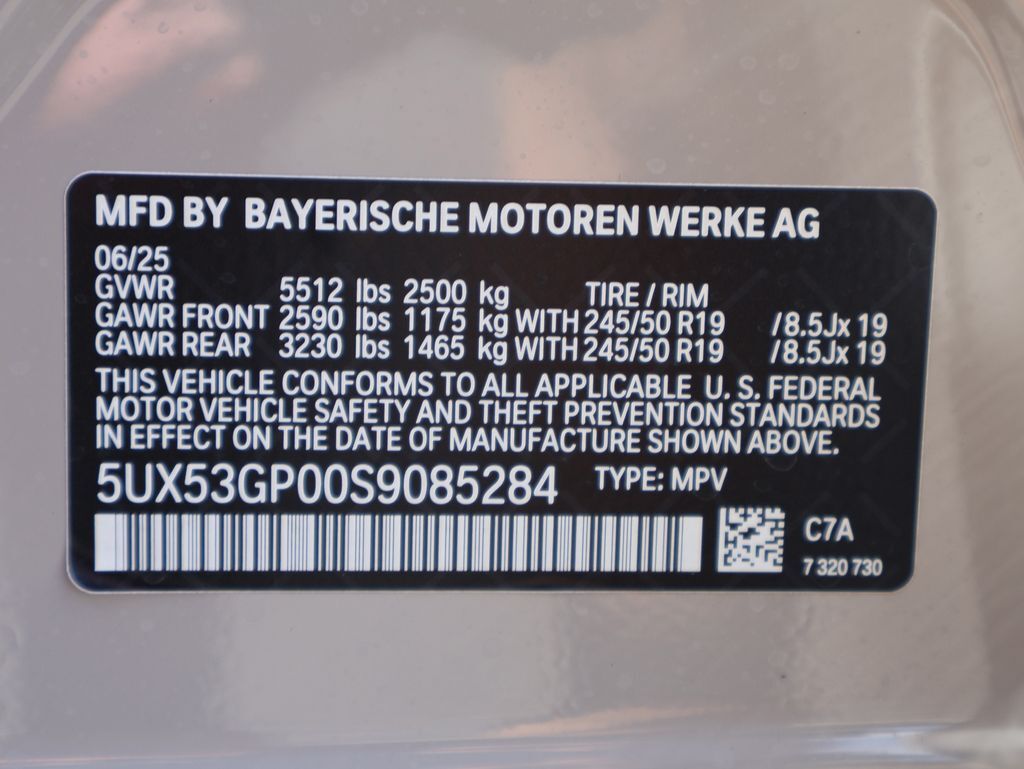 MFD BY BAYERISCHE MOTOREN WERKE AG
06/25
GVWR 5512 lbs 2500 kg TIRE / RIM
GAWR FRONT 2590 lbs 1175 kg WITH 245/50 R19 /8.5Jx 19
GAWR REAR 3230 lbs 1465 kg WITH 245/50 R19 /8.5Jx 19
THIS VEHICLE CONFORMS TO ALL APPLICABLE U. S. FEDERAL
MOTOR VEHICLE SAFETY AND THEFT PREVENTION STANDARDS
IN EFFECT ON THE DATE OF MANUFACTURE SHOWN ABOVE.
5UX53GP00S9085284 TYPE: MPV
C7A
7 320 730